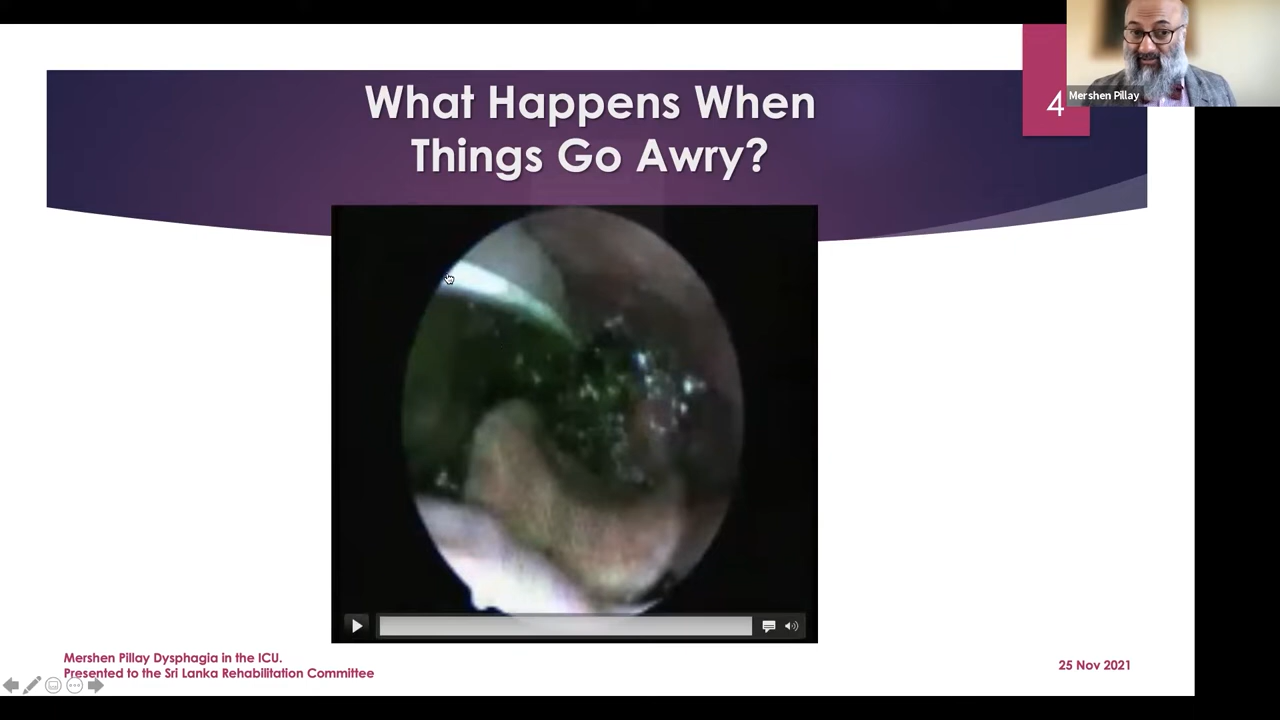 What Happens When
Things Go Awry?
4
Mershen Pillay
Mershen Pillay Dysphagia in the ICU.
Presented to the Sri Lanka Rehabilitation Committee
25 Nov 2021